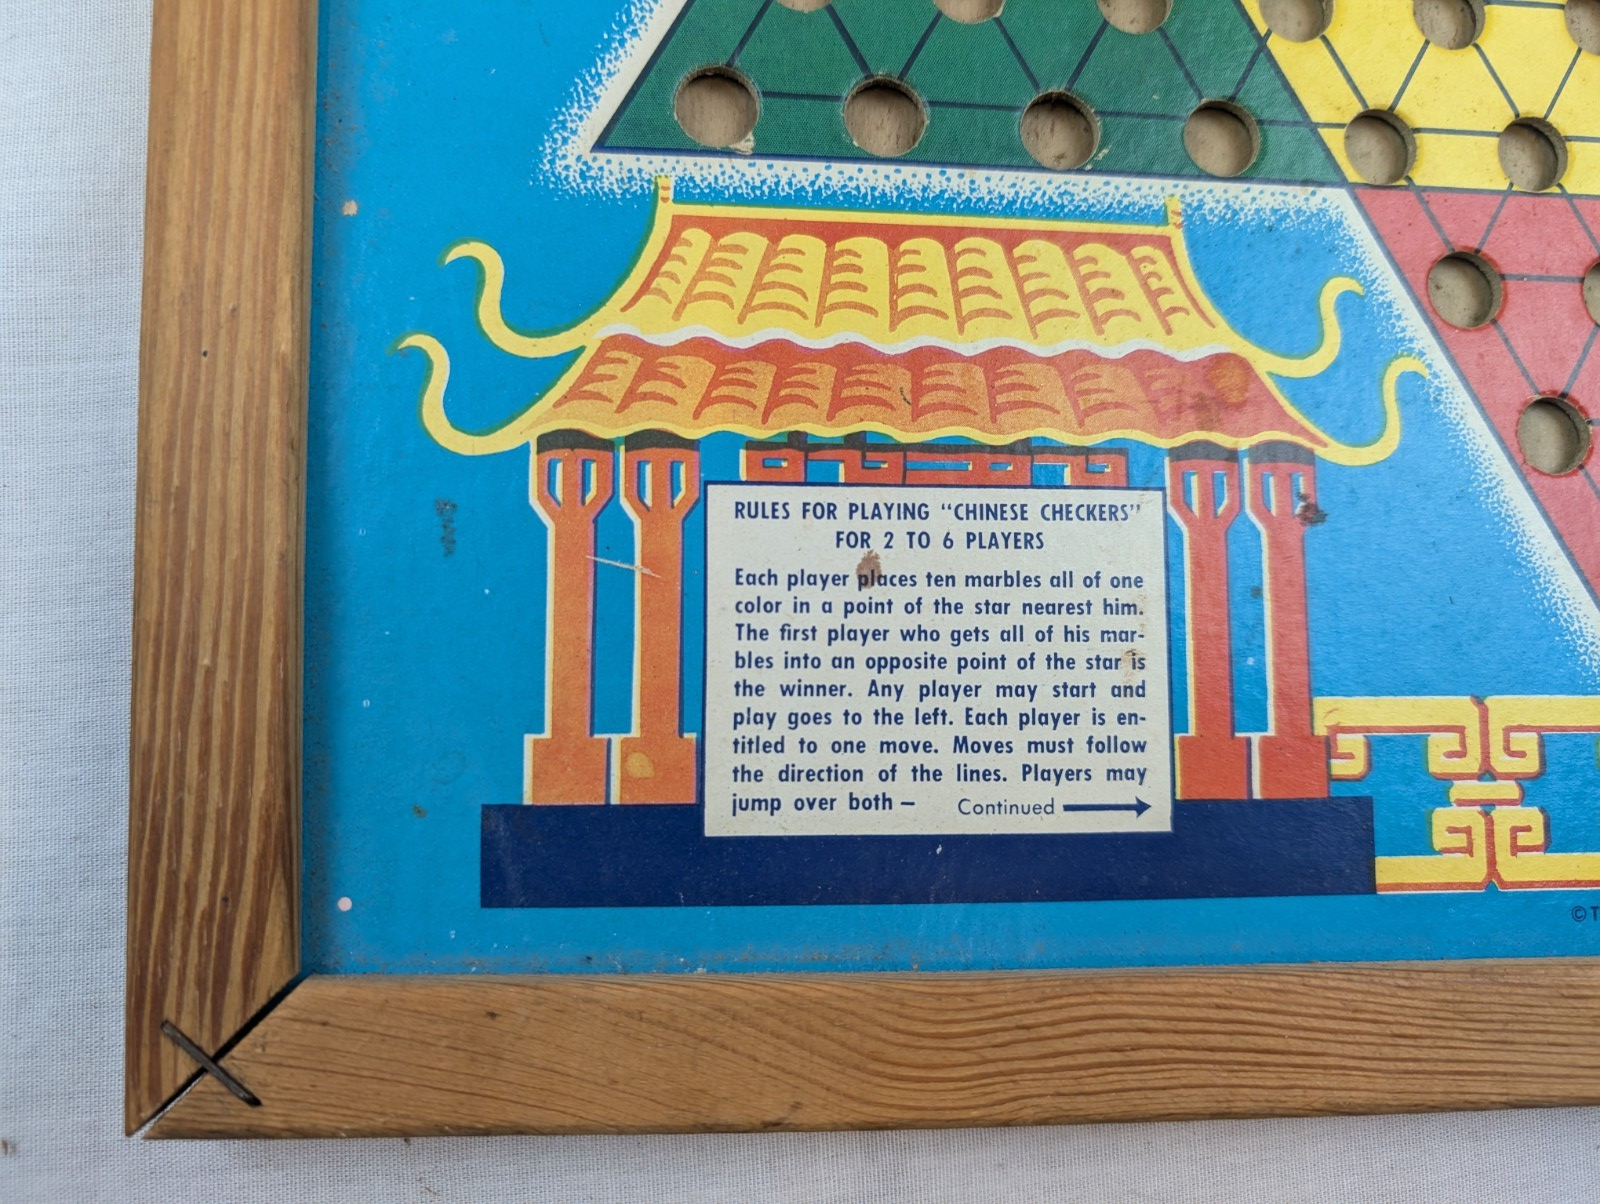 RULES FOR PLAYING "CHINESE CHECKERS"
FOR 2 TO 6 PLAYERS
Each player places ten marbles all of one
color in a point of the star nearest him.
The first player who gets all of his mar-
bles into an opposite point of the star is
the winner. Any player may start and
play goes to the left. Each player is en-
titled to one move. Moves must follow
the direction of the lines. Players may
jump over both — Continued
© T